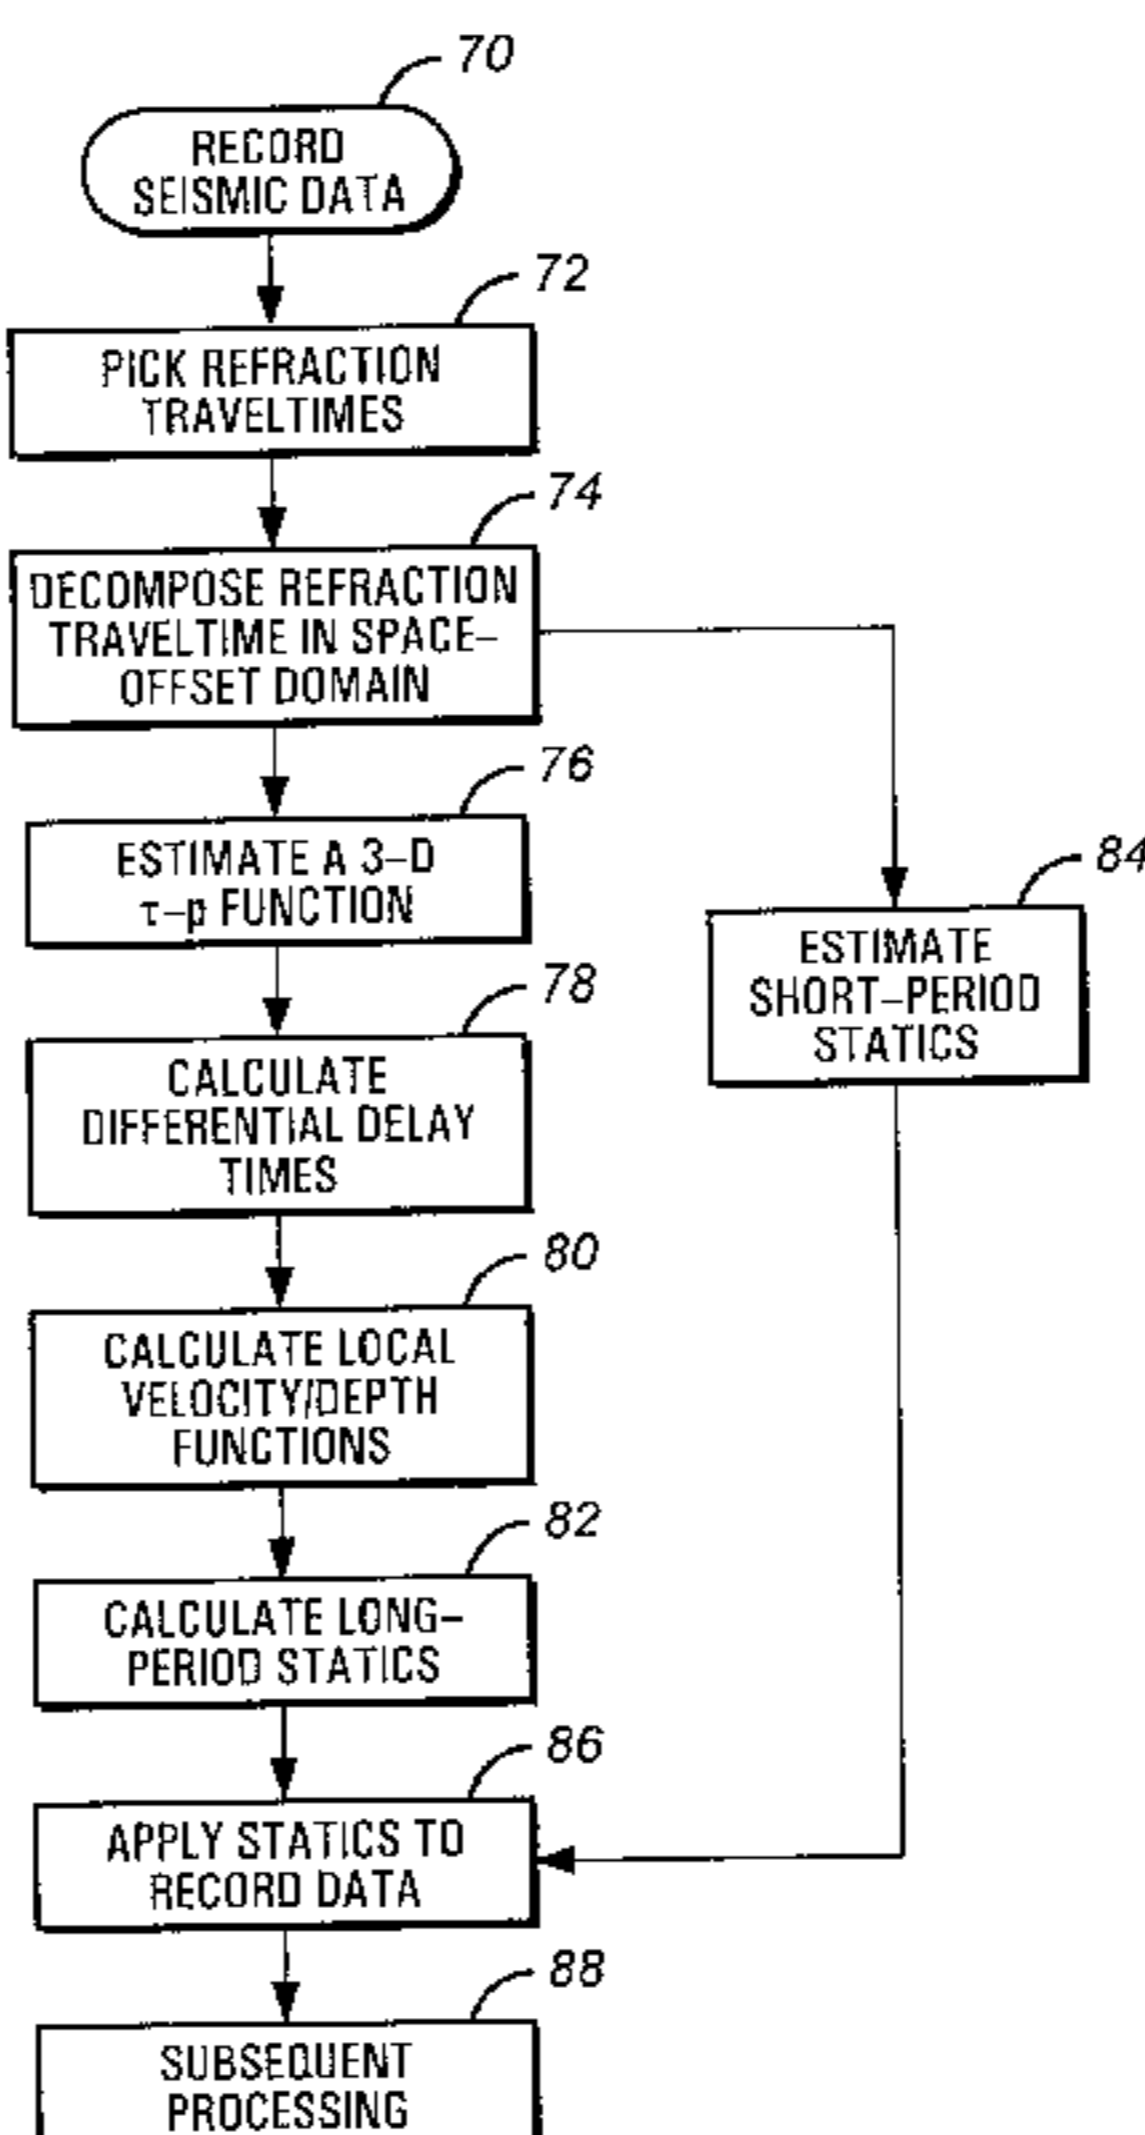 70
RECORD
SEISMIC DATA
72
PICK REFRACTION
TRAVELTIMES
74
DECOMPOSE REFRACTION
TRAVELTIME IN SPACE–
OFFSET DOMAIN
76
ESTIMATE A 3–D
τ–p FUNCTION
84
ESTIMATE
SHORT–PERIOD
STATICS
78
CALCULATE
DIFFERENTIAL DELAY
TIMES
80
CALCULATE LOCAL
VELOCITY/DEPTH
FUNCTIONS
82
CALCULATE LONG–
PERIOD STATICS
86
APPLY STATICS TO
RECORD DATA
88
SUBSEQUENT
PROCESSING